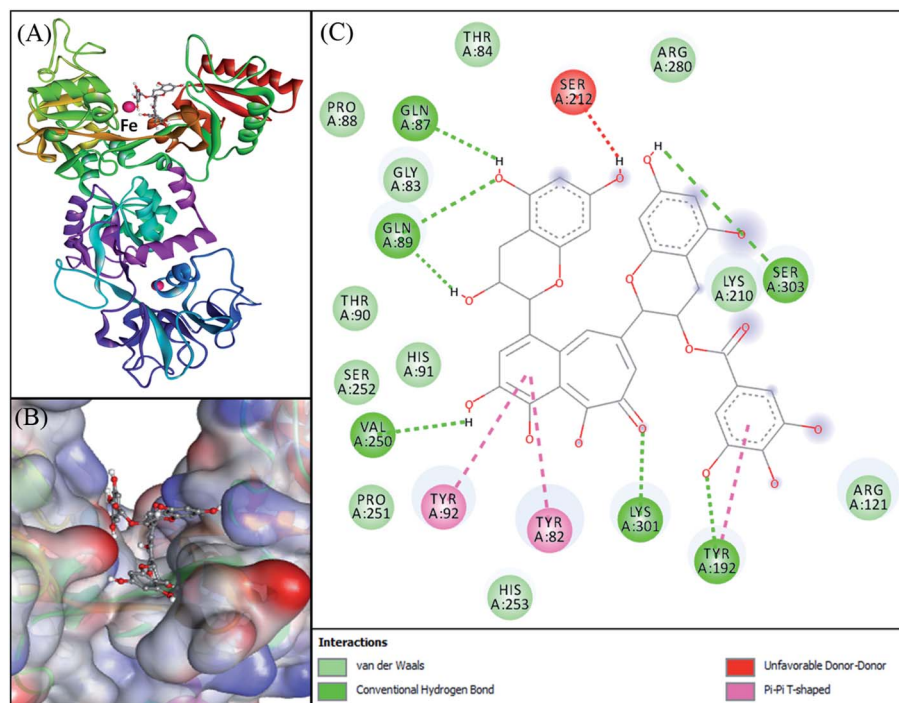 (A)
Fe
(B)
(C)
THR
A:84
ARG
A:280
SER
A:212
GLN
A:87
PRO
A:88
H
H
H
GLY
A:83
O
O
O
GLN
A:89
O
SER
A:303
LYS
A:210
H
O
O
O
THR
A:90
O
O
HIS
A:91
SER
A:252
O
VAL
A:250
H
O
O
O
O
O
O
O
ARG
A:121
PRO
A:251
TYR
A:92
TYR
A:82
LYS
A:301
TYR
A:192
HIS
A:253
Interactions
van der Waals
Conventional Hydrogen Bond
Unfavorable Donor-Donor
Pi-Pi T-shaped